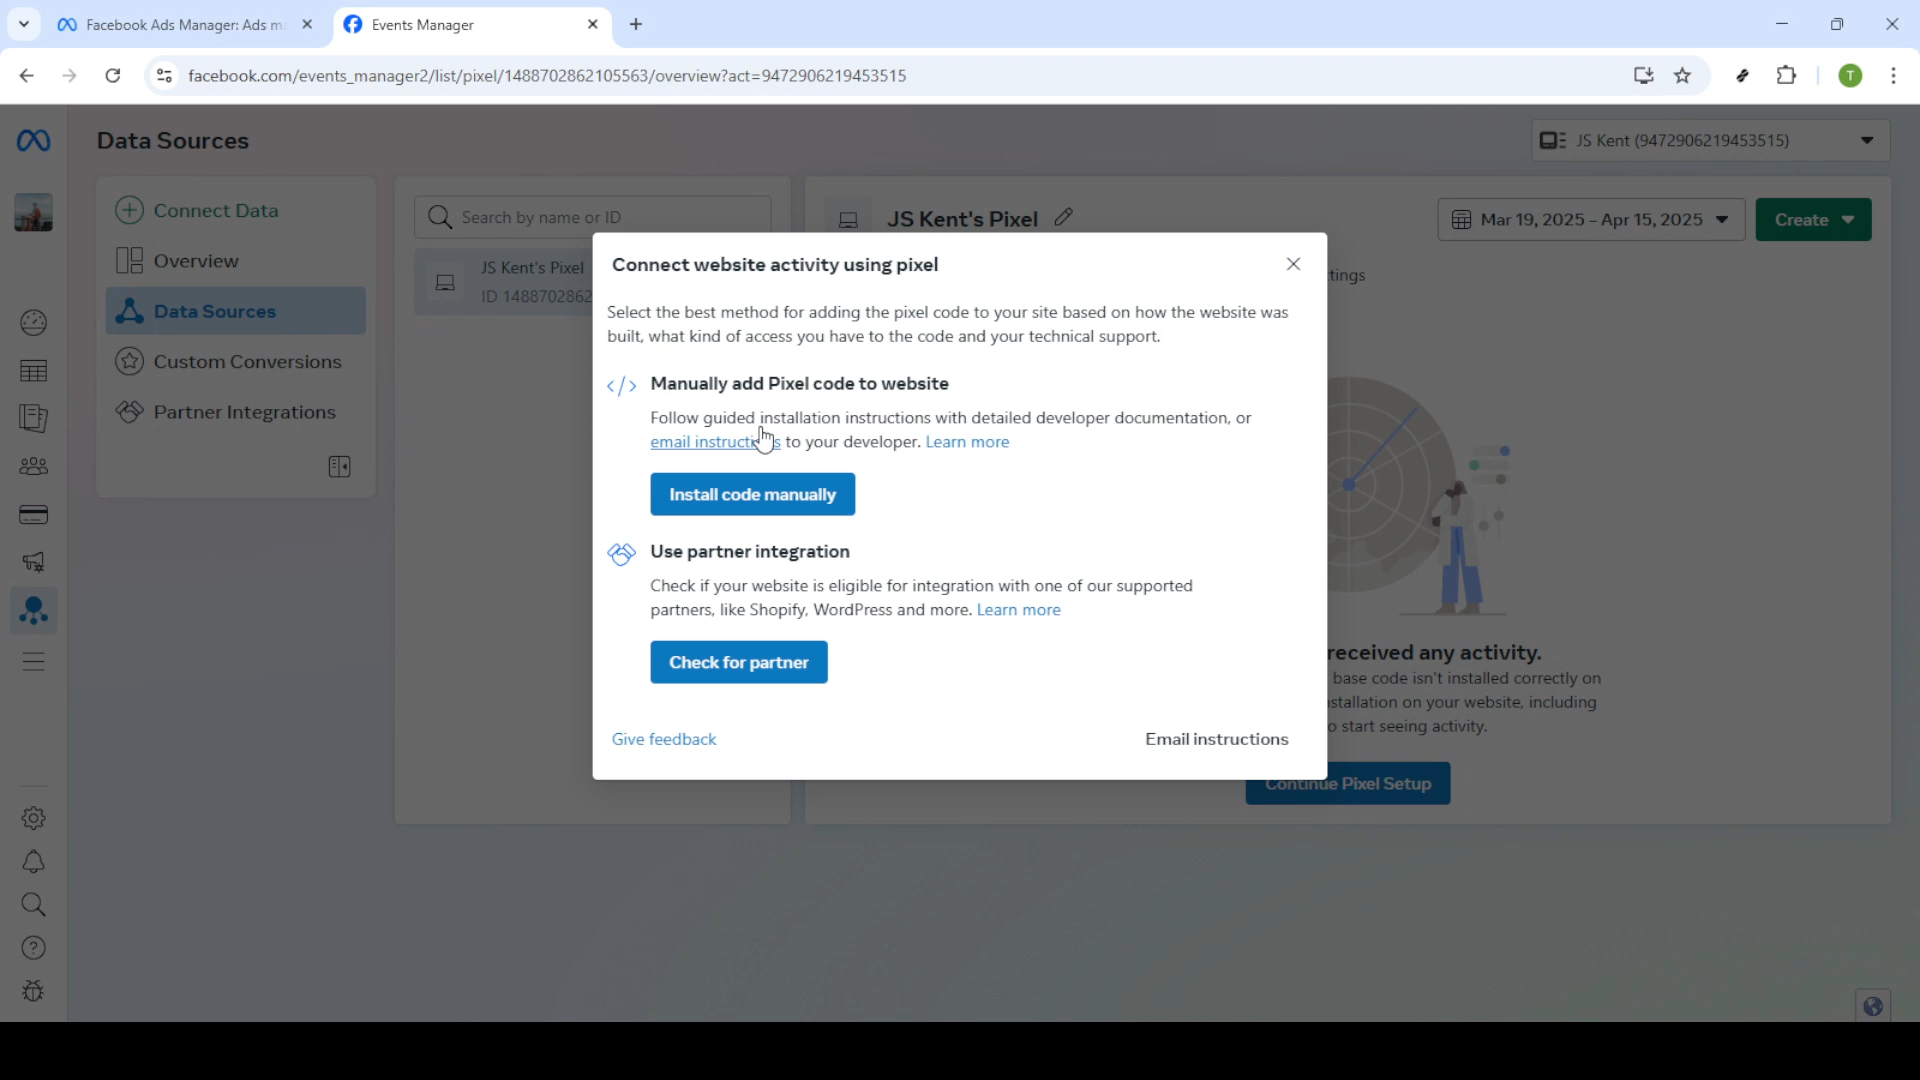 Facebook Ads Manager: Ads ma
Events Manager
facebook.com/events_manager2/list/pixel/1488702862105563/overview?act=9472906219453515
T
Data Sources
JS Kent (9472906219453515)
Connect Data
Overview
Data Sources
Custom Conversions
Partner Integrations
Search by name or ID
JS Kent's Pixel
ID 1488702862
JS Kent's Pixel
Mar 19, 2025 – Apr 15, 2025
Create
tings
Connect website activity using pixel
Select the best method for adding the pixel code to your site based on how the website was
built, what kind of access you have to the code and your technical support.
Manually add Pixel code to website
Follow guided installation instructions with detailed developer documentation, or
email instructi s to your developer. Learn more
Install code manually
Use partner integration
Check if your website is eligible for integration with one of our supported
partners, like Shopify, WordPress and more. Learn more
Check for partner
Give feedback
Email instructions
received any activity.
base code isn't installed correctly on
stallation on your website, including
o start seeing activity.
Continue Pixel Setup